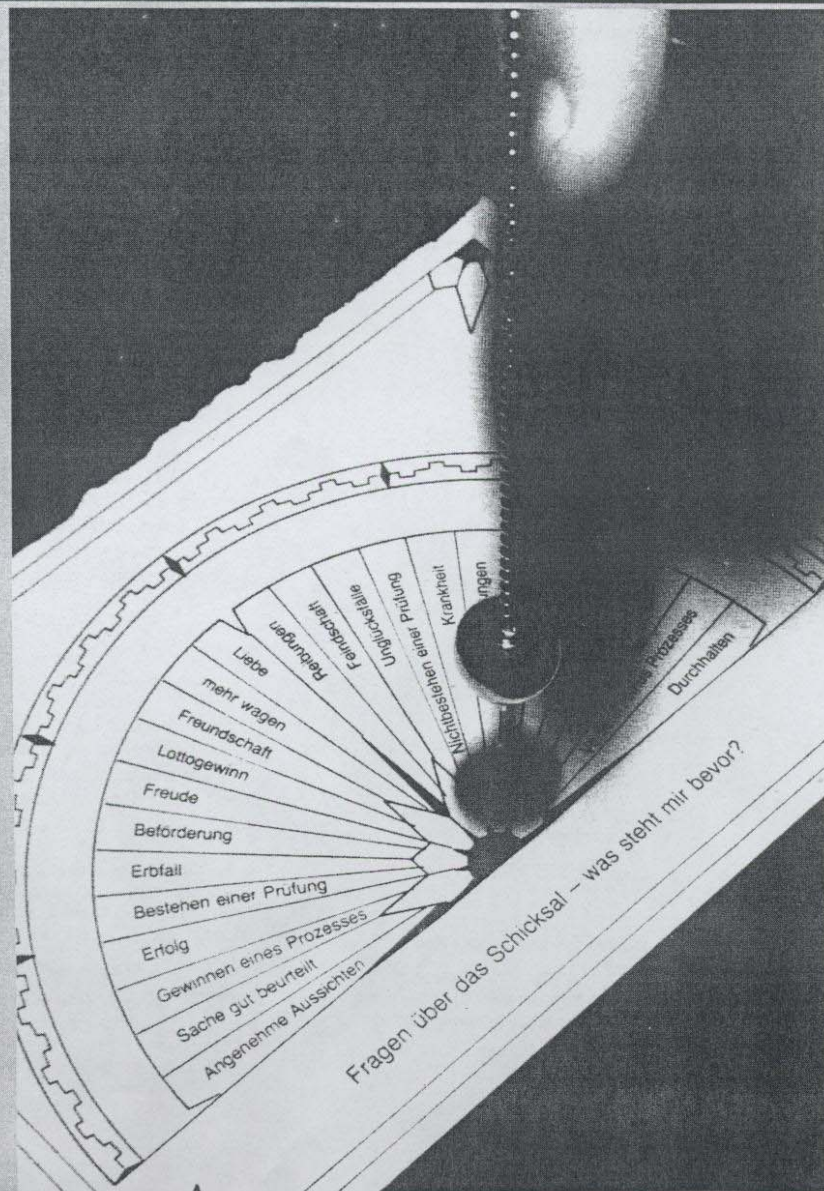 Angenehme Aussichten
Sache gut beurteilt
Gewinnen eines Prozesses
Erfolg
Bestehen einer Prüfung
Erbfall
Beförderung
Freude
Lottogewinn
Freundschaft
mehr wagen
Liebe
Reibungen
Feindschaft
Unglücksfälle
Nichtbestehen einer Prüfung
Krankheit
Prozesses
Durchhalten
Fragen über das Schicksal – was steht mir bevor?